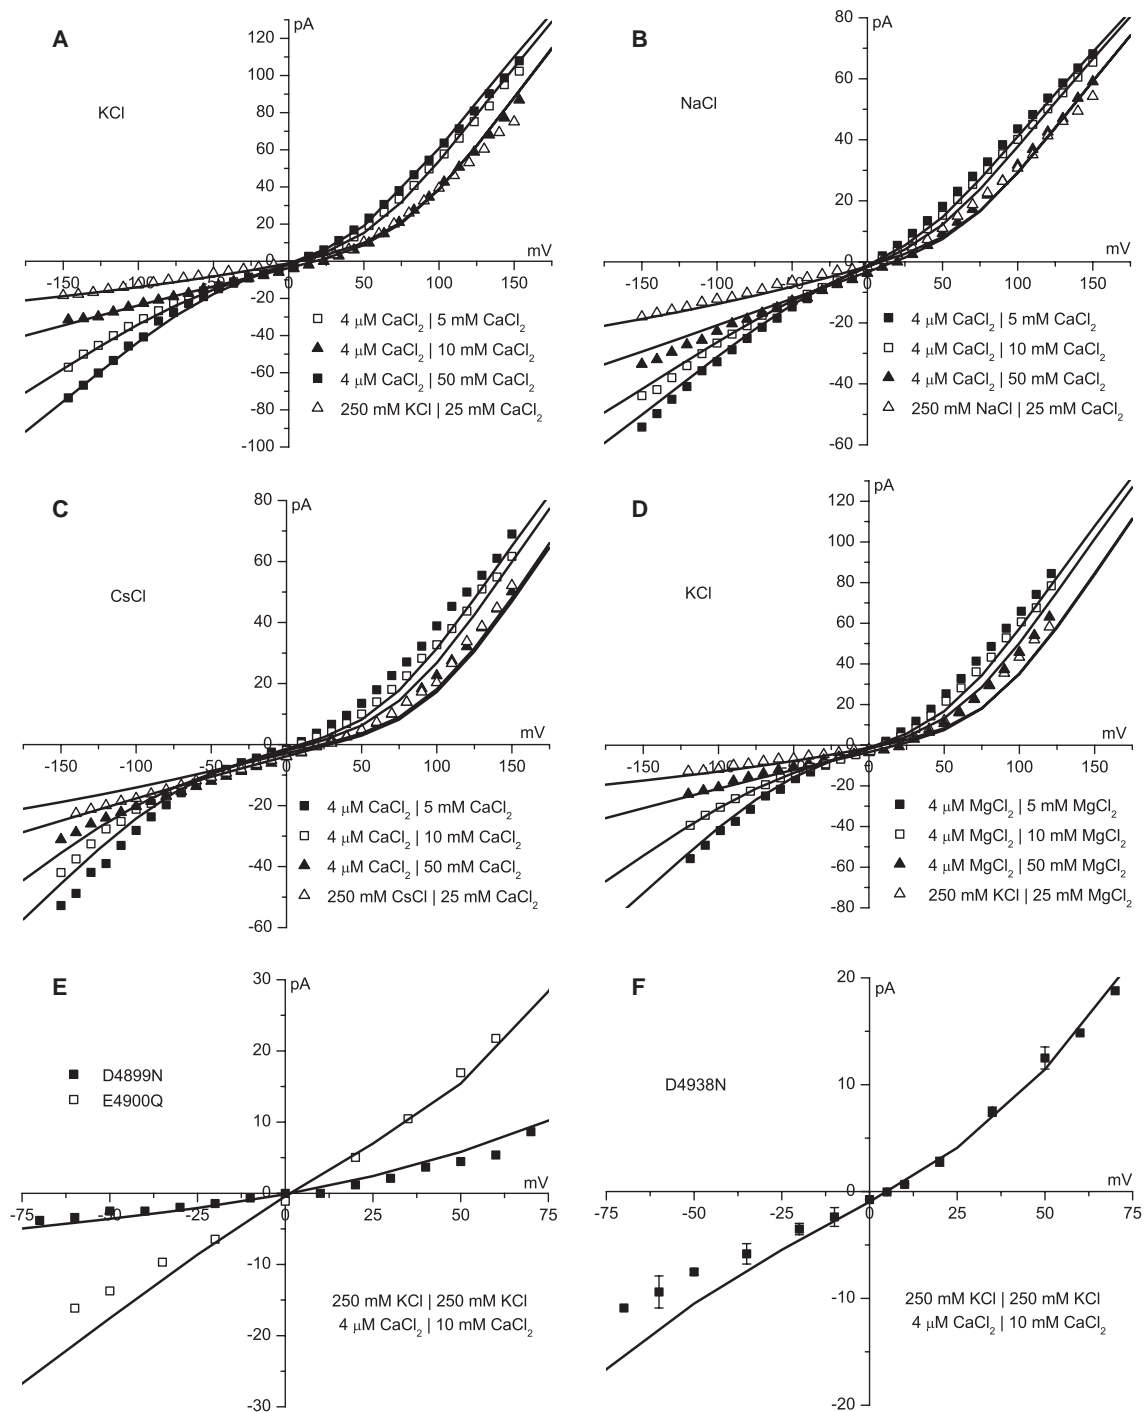 A
KCl
pA
mV
120
100
80
60
40
20
0
-20
-40
-60
-80
-100
-150
-100
-50
0
50
100
150
4 μM CaCl₂ | 5 mM CaCl₂
4 μM CaCl₂ | 10 mM CaCl₂
4 μM CaCl₂ | 50 mM CaCl₂
250 mM KCl | 25 mM CaCl₂
B
NaCl
pA
mV
80
60
40
20
0
-20
-40
-60
-150
-100
-50
0
50
100
150
4 μM CaCl₂ | 5 mM CaCl₂
4 μM CaCl₂ | 10 mM CaCl₂
4 μM CaCl₂ | 50 mM CaCl₂
250 mM NaCl | 25 mM CaCl₂
C
CsCl
pA
mV
80
60
40
20
0
-20
-40
-60
-150
-100
-50
0
50
100
150
4 μM CaCl₂ | 5 mM CaCl₂
4 μM CaCl₂ | 10 mM CaCl₂
4 μM CaCl₂ | 50 mM CaCl₂
250 mM CsCl | 25 mM CaCl₂
D
KCl
pA
mV
120
100
80
60
40
20
0
-20
-40
-60
-80
-150
-100
-50
0
50
100
150
4 μM MgCl₂ | 5 mM MgCl₂
4 μM MgCl₂ | 10 mM MgCl₂
4 μM MgCl₂ | 50 mM MgCl₂
250 mM KCl | 25 mM MgCl₂
E
D4899N
E4900Q
pA
mV
30
20
10
0
-10
-20
-30
-75
-50
-25
0
25
50
75
250 mM KCl | 250 mM KCl
4 μM CaCl₂ | 10 mM CaCl₂
F
D4938N
pA
mV
20
10
0
-10
-20
-75
-50
-25
0
25
50
75
250 mM KCl | 250 mM KCl
4 μM CaCl₂ | 10 mM CaCl₂